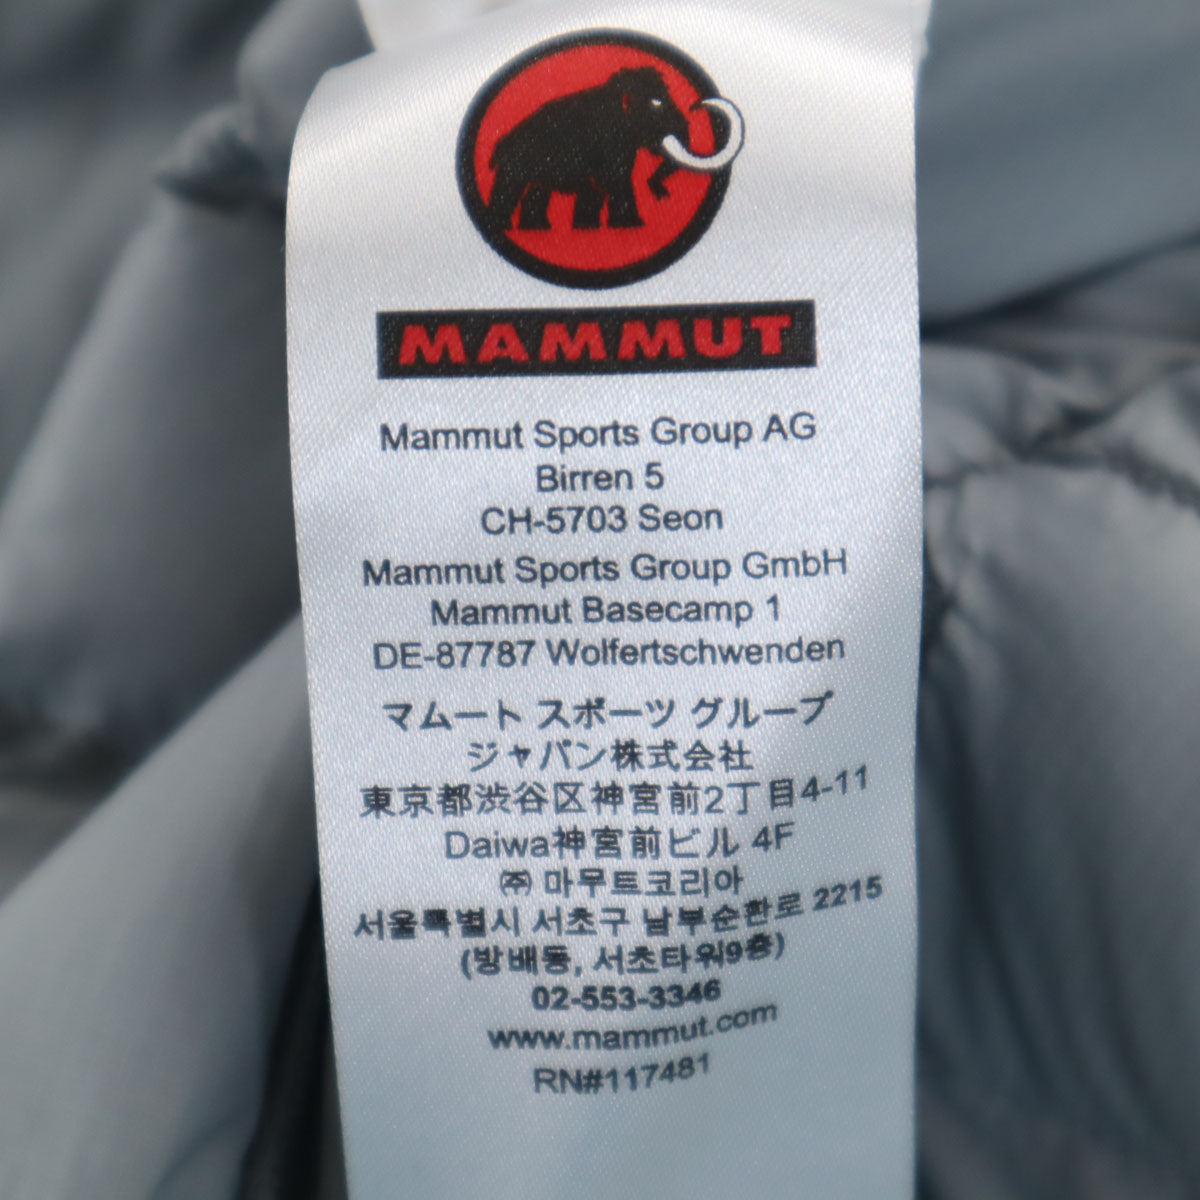 MAMMUT
Mammut Sports Group AG
Birren 5
CH-5703 Seon
Mammut Sports Group GmbH
Mammut Basecamp 1
DE-87787 Wolfertschwenden
マムート スポーツ グループ
ジャパン株式会社
東京都渋谷区神宮前2丁目4-11
Daiwa神宮前ビル 4F
㈜ 마무트코리아
서울특별시 서초구 남부순환로 2215
(방배동, 서초타워9층)
02-553-3346
www.mammut.com
RN#117481